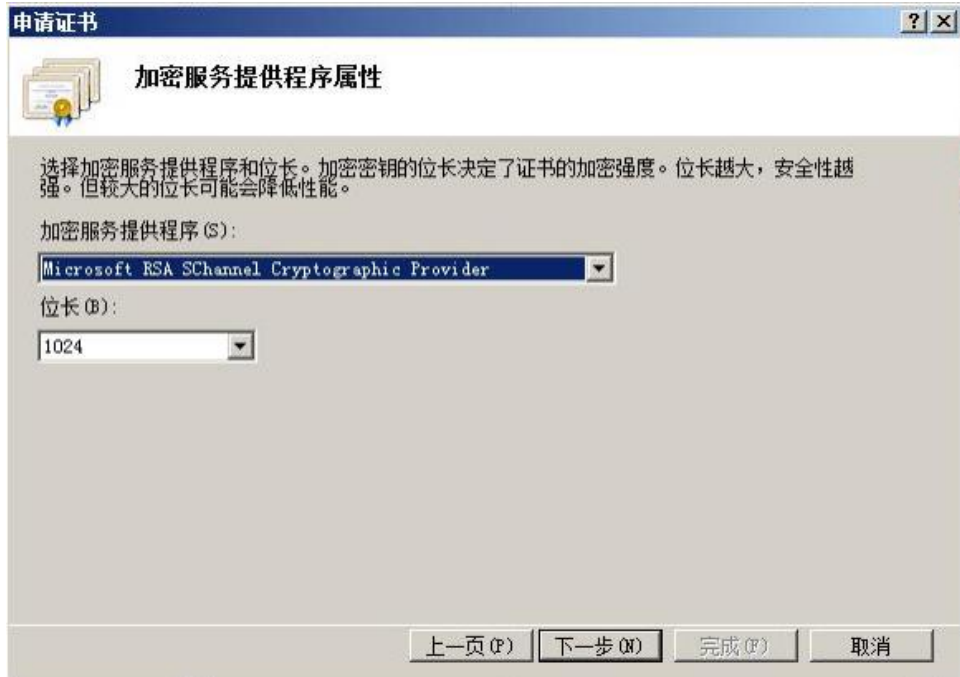 申请证书
加密服务提供程序属性
选择加密服务提供程序和位长。加密密钥的位长决定了证书的加密强度。位长越大，安全性越
强。但较大的位长可能会降低性能。
加密服务提供程序(S):
Microsoft RSA SChannel Cryptographic Provider
位长(B):
1024
上一页(P) 下一步(N) 完成(F) 取消